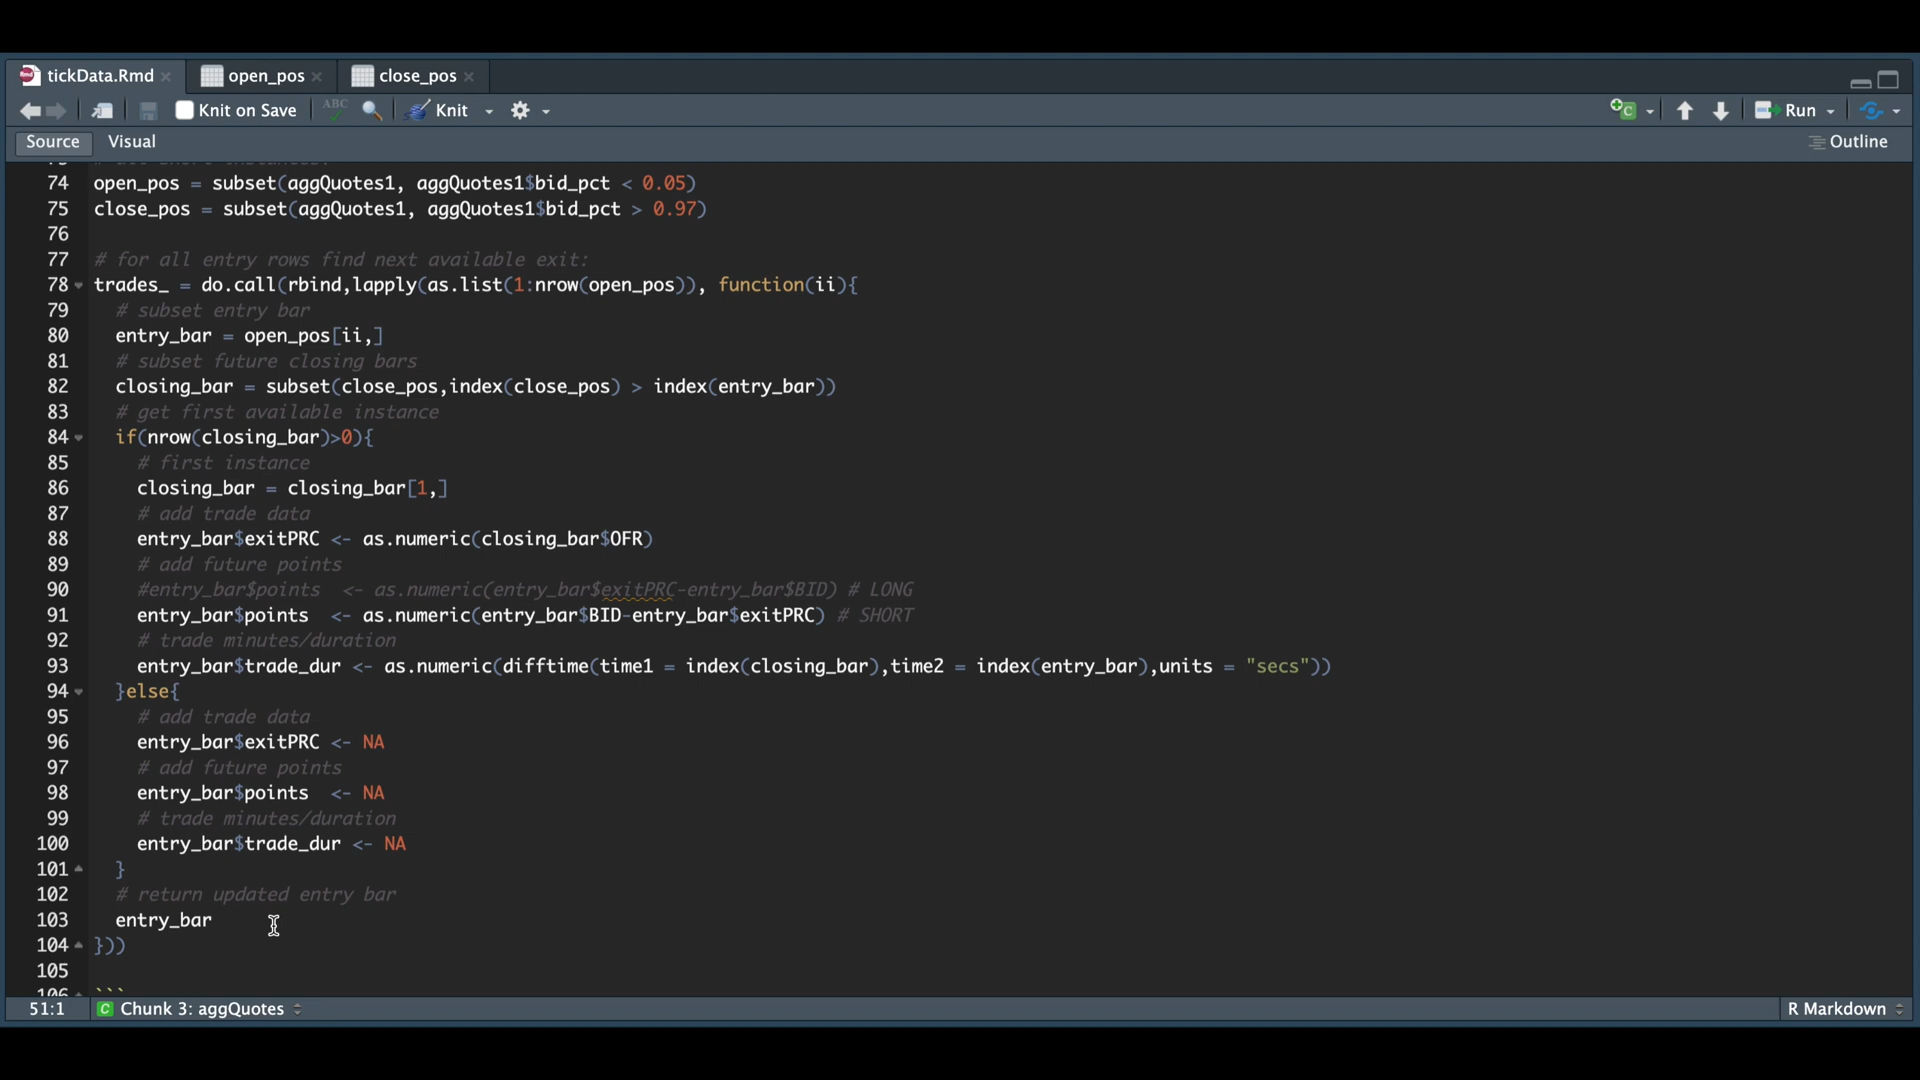 tickData.Rmd × open_pos × close_pos ×
Knit on Save ABC Knit Run
Source Visual Outline
74 open_pos = subset(aggQuotes1, aggQuotes1$bid_pct < 0.05)
75 close_pos = subset(aggQuotes1, aggQuotes1$bid_pct > 0.97)
76
77 # for all entry rows find next available exit:
78 trades_ = do.call(rbind,lapply(as.list(1:nrow(open_pos)), function(ii){
79 # subset entry bar
80 entry_bar = open_pos[ii,]
81 # subset future closing bars
82 closing_bar = subset(close_pos,index(close_pos) > index(entry_bar))
83 # get first available instance
84 if(nrow(closing_bar)>0){
85 # first instance
86 closing_bar = closing_bar[1,]
87 # add trade data
88 entry_bar$exitPRC <- as.numeric(closing_bar$OFR)
89 # add future points
90 #entry_bar$points  <- as.numeric(entry_bar$exitPRC-entry_bar$BID) # LONG
91 entry_bar$points  <- as.numeric(entry_bar$BID-entry_bar$exitPRC) # SHORT
92 # trade minutes/duration
93 entry_bar$trade_dur <- as.numeric(difftime(time1 = index(closing_bar),time2 = index(entry_bar),units = "secs"))
94 }else{
95 # add trade data
96 entry_bar$exitPRC <- NA
97 # add future points
98 entry_bar$points  <- NA
99 # trade minutes/duration
100 entry_bar$trade_dur <- NA
101 }
102 # return updated entry bar
103 entry_bar
104 }))
105
106 ```
51:1 C Chunk 3: aggQuotes R Markdown